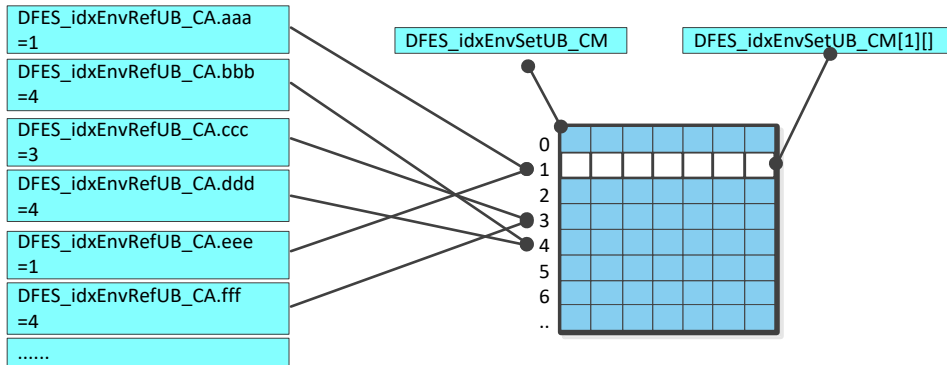 DFES_idxEnvRefUB_CA.aaa
=1
DFES_idxEnvRefUB_CA.bbb
=4
DFES_idxEnvRefUB_CA.ccc
=3
DFES_idxEnvRefUB_CA.ddd
=4
DFES_idxEnvRefUB_CA.eee
=1
DFES_idxEnvRefUB_CA.fff
=4
......
DFES_idxEnvSetUB_CM
DFES_idxEnvSetUB_CM[1][]
0
1
2
3
4
5
6
..